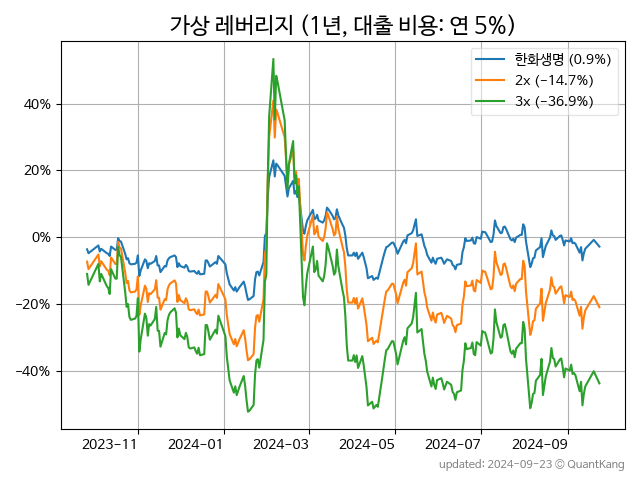 가상 레버리지 (1년, 대출 비용: 연 5%)
한화생명 (0.9%)
2x (−14.7%)
3x (−36.9%)
40%
20%
0%
−20%
−40%
2023-11 2024-01 2024-03 2024-05 2024-07 2024-09
updated: 2024-09-23 ⓒ QuantKang